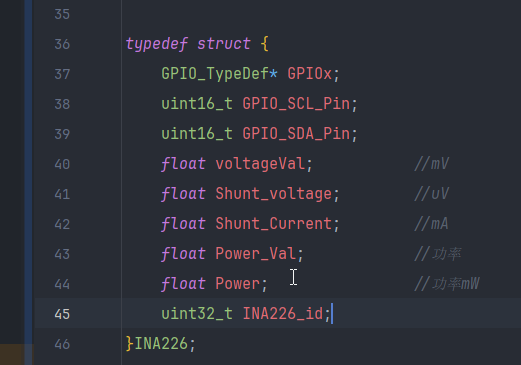 35
36 typedef struct {
37 GPIO_TypeDef* GPIOx;
38 uint16_t GPIO_SCL_Pin;
39 uint16_t GPIO_SDA_Pin;
40 float voltageVal; //mV
41 float Shunt_voltage; //uV
42 float Shunt_Current; //mA
43 float Power_Val; //功率
44 float Power; //功率mW
45 uint32_t INA226_id;
46 }INA226;